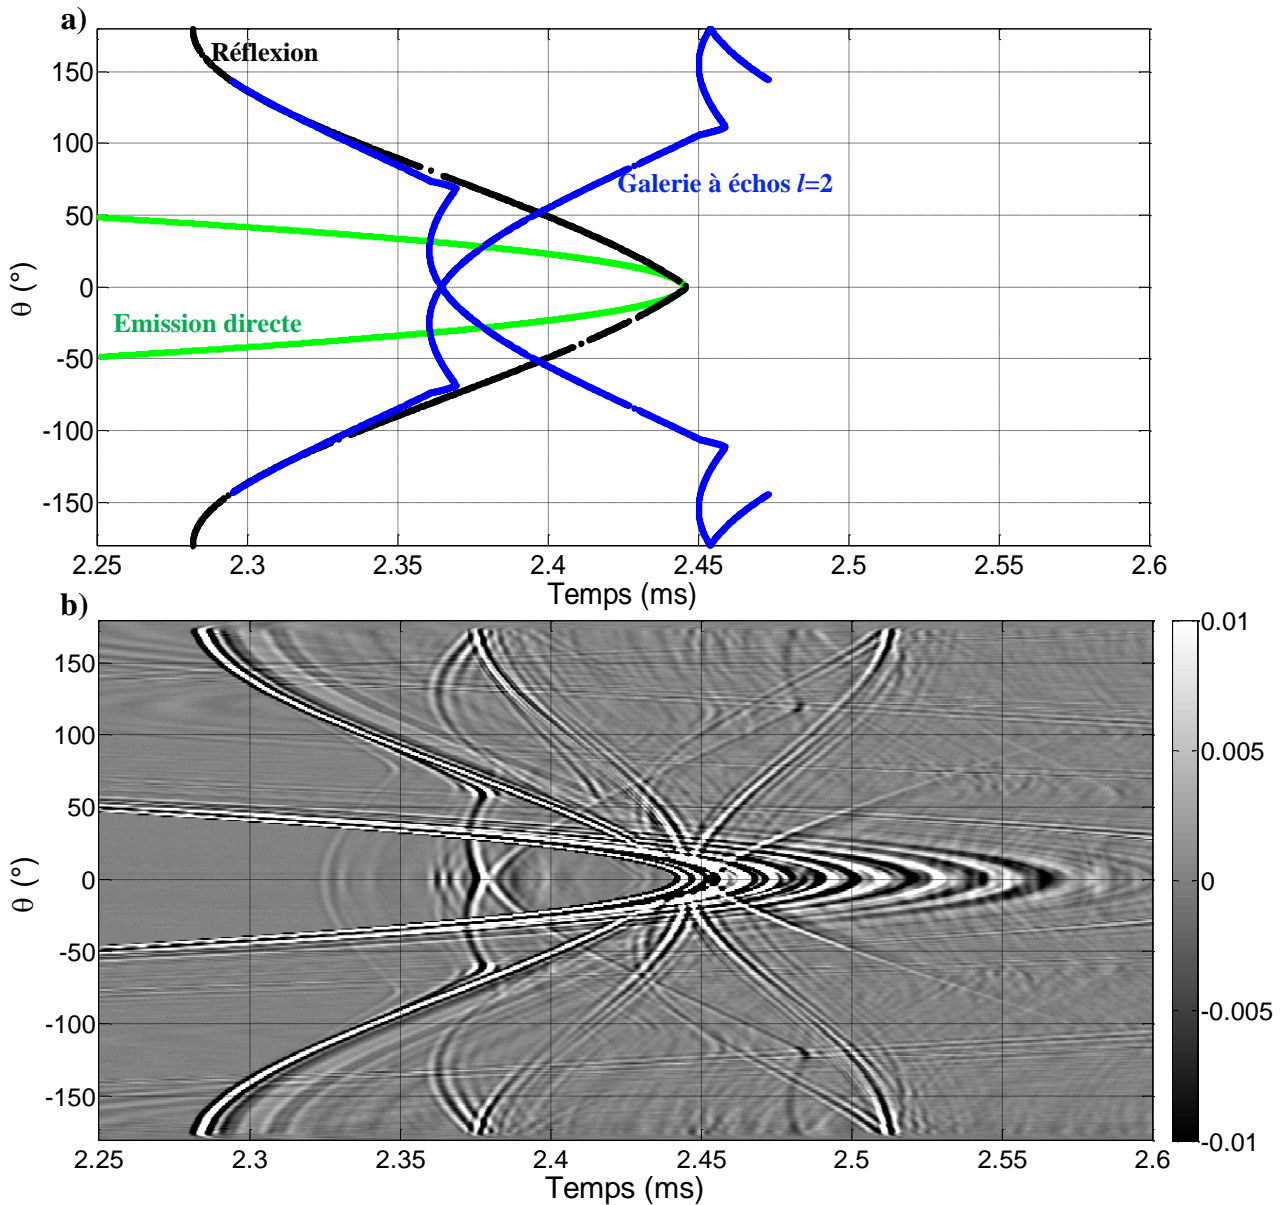 a)
Réflexion
Galerie à échos l=2
Emission directe
θ (°)
150
100
50
0
-50
-100
-150
2.25 2.3 2.35 2.4 2.45 2.5 2.55 2.6
Temps (ms)
b)
θ (°)
150
100
50
0
-50
-100
-150
2.25 2.3 2.35 2.4 2.45 2.5 2.55 2.6
Temps (ms)
0.01
0.005
0
-0.005
-0.01